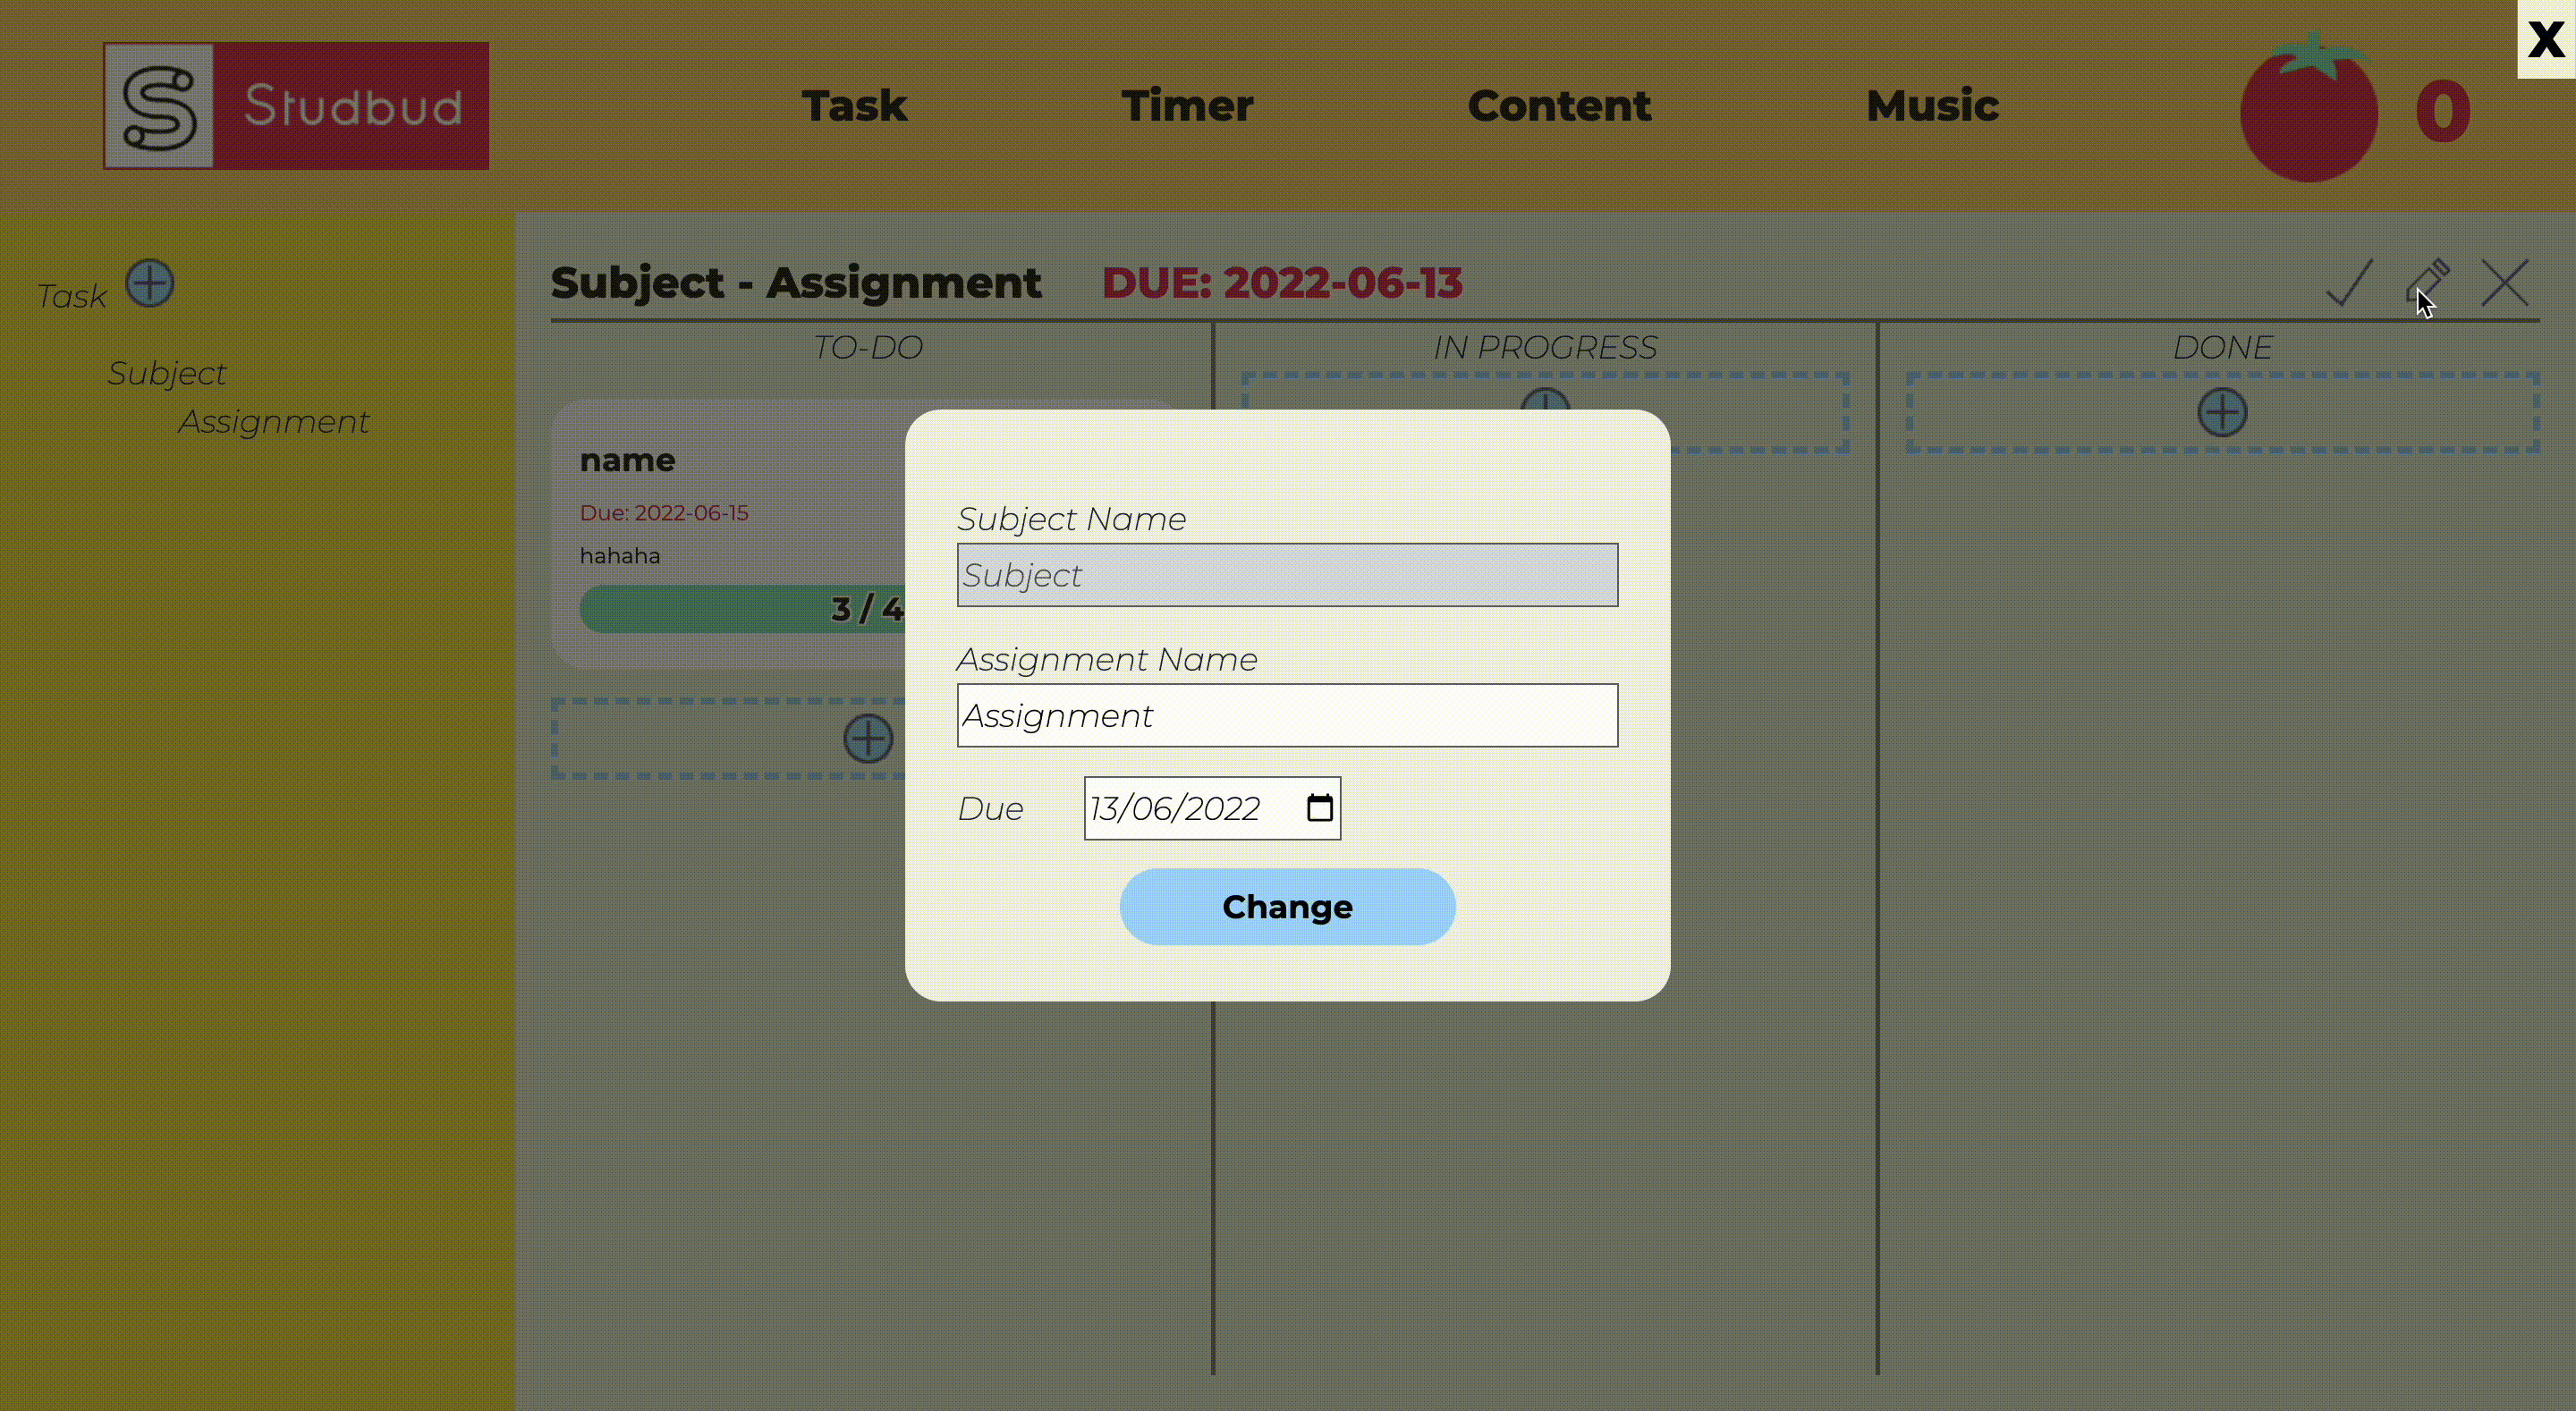 Studbud
Task
Timer
Content
Music
0
X
Task
Subject
Assignment
Subject - Assignment
DUE: 2022-06-13
TO-DO
IN PROGRESS
DONE
name
Due: 2022-06-15
hahaha
3 / 4
Subject Name
Subject
Assignment Name
Assignment
Due
13/06/2022
Change